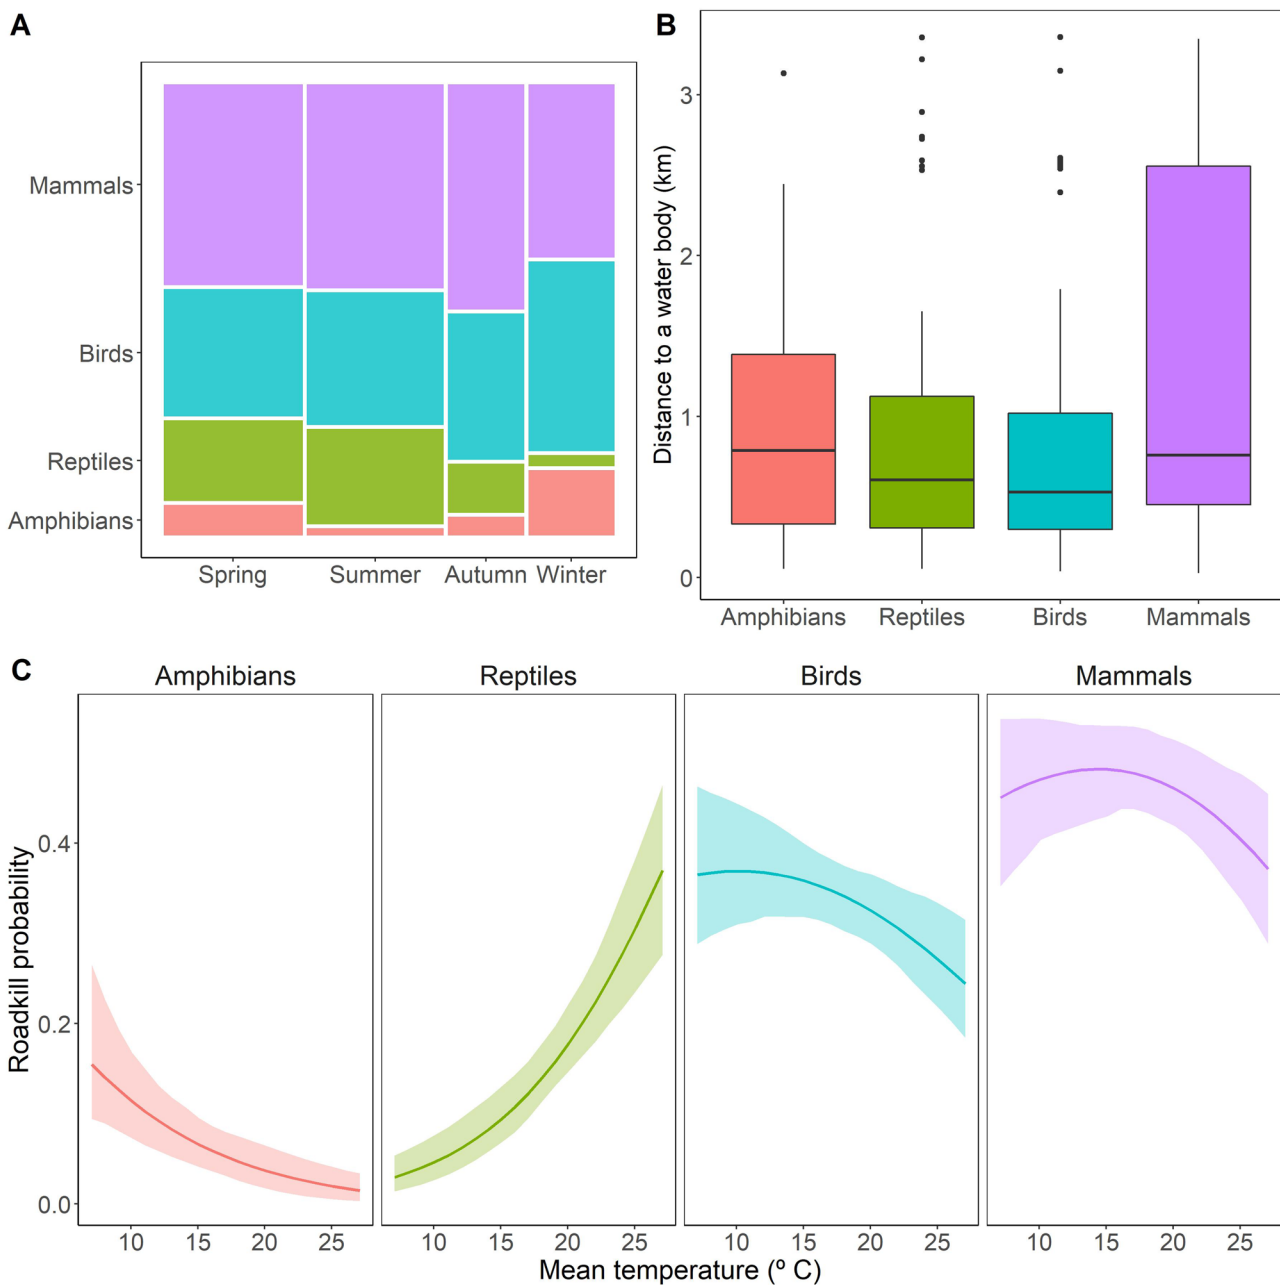 A
Mammals
Birds
Reptiles
Amphibians
Spring Summer Autumn Winter
B
Distance to a water body (km)
3
2
1
0
Amphibians Reptiles Birds Mammals
C
Amphibians Reptiles Birds Mammals
Roadkill probability
0.4
0.2
0.0
10 15 20 25 10 15 20 25 10 15 20 25 10 15 20 25
Mean temperature (º C)